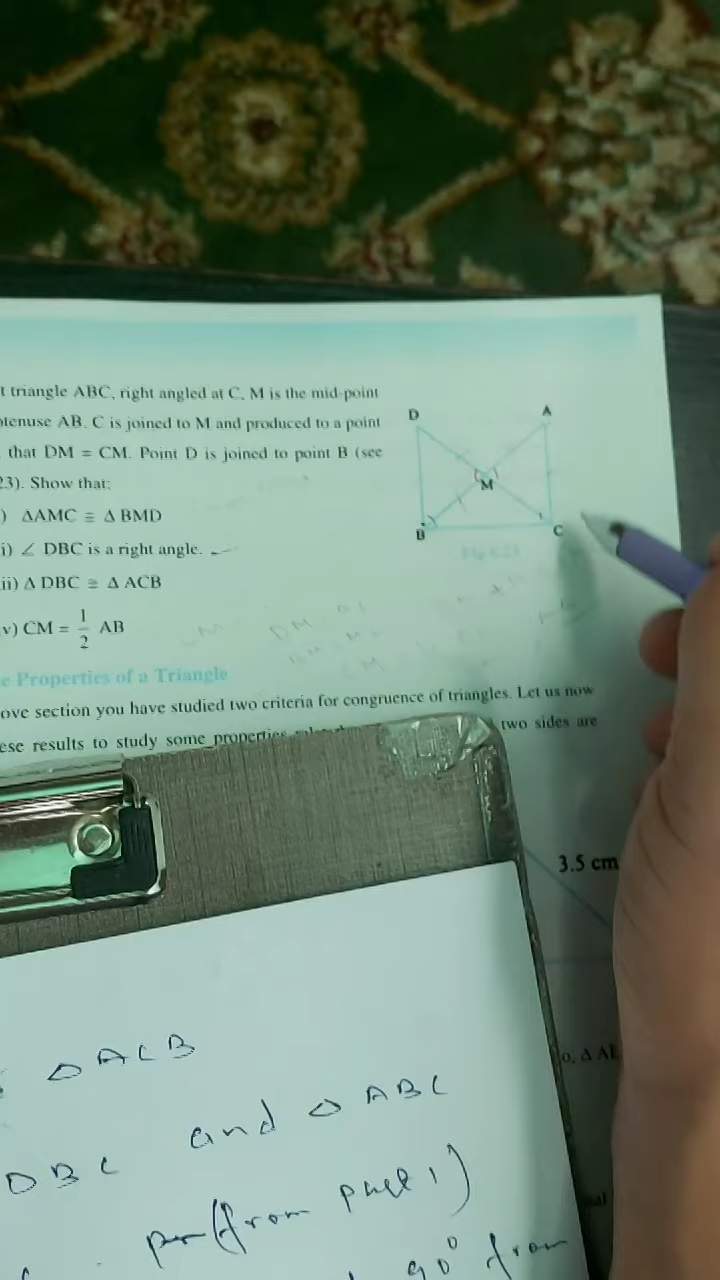 t triangle ABC, right angled at C, M is the mid-point
otenuse AB. C is joined to M and produced to a point
that DM = CM. Point D is joined to point B (see
23). Show that:
) ΔAMC ≅ Δ BMD
i) ∠ DBC is a right angle.
ii) Δ DBC ≅ Δ ACB
v) CM = 1/2 AB
D
A
M
B
C
e Properties of a Triangle
ove section you have studied two criteria for congruence of triangles. Let us now
ese results to study some properties two sides are
3.5 cm
o, Δ AB
Δ ACB
DBC and Δ ABC
(from part 1)
90° from